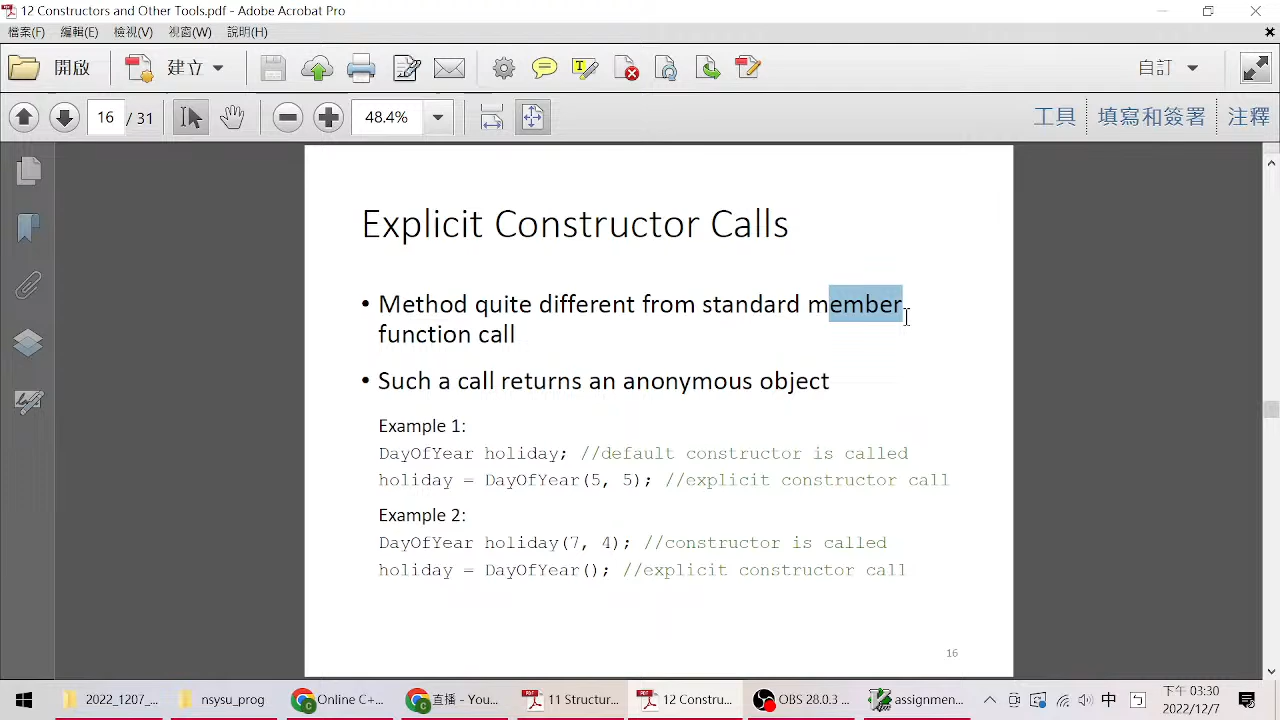 12 Constructors and Other Tools.pdf - Adobe Acrobat Pro
檔案(F) 編輯(E) 檢視(V) 視窗(W) 說明(H)
開啟 建立 自訂
16 / 31 48.4% 工具 填寫和簽署 注釋
Explicit Constructor Calls
• Method quite different from standard member
function call
• Such a call returns an anonymous object
Example 1:
DayOfYear holiday; //default constructor is called
holiday = DayOfYear(5, 5); //explicit constructor call
Example 2:
DayOfYear holiday(7, 4); //constructor is called
holiday = DayOfYear(); //explicit constructor call
16
2022_1207_... nsysu_prog Online C+... 直播 - You... 11 Structur... 12 Constru... OBS 28.0.3 ... assignmen... 中 下午 03:30
2022/12/7